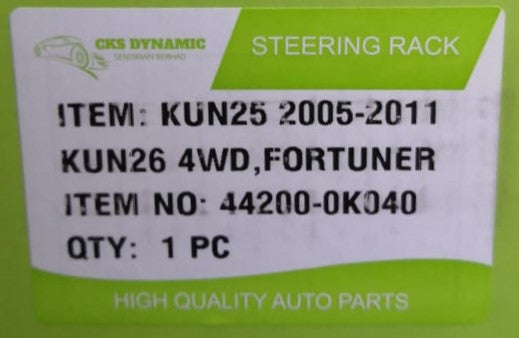 CKS DYNAMIC
SENDIRIAN BERHAD
STEERING RACK
ITEM: KUN25 2005-2011
KUN26 4WD,FORTUNER
ITEM NO: 44200-0K040
QTY: 1 PC
HIGH QUALITY AUTO PARTS